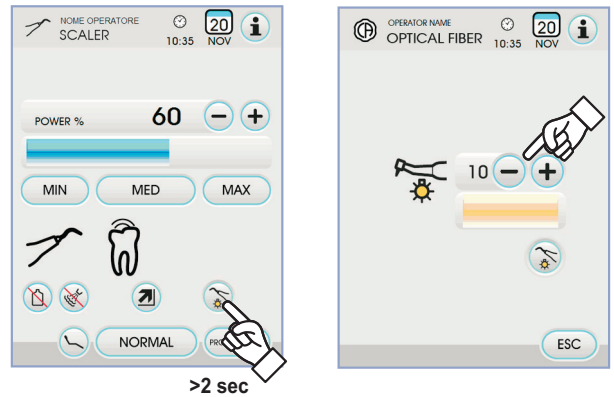 NOME OPERATORE
SCALER
10:35
20
NOV
i
POWER %
60
MIN
MED
MAX
NORMAL
>2 sec
OPERATOR NAME
OPTICAL FIBER
10:35
20
NOV
i
10
ESC